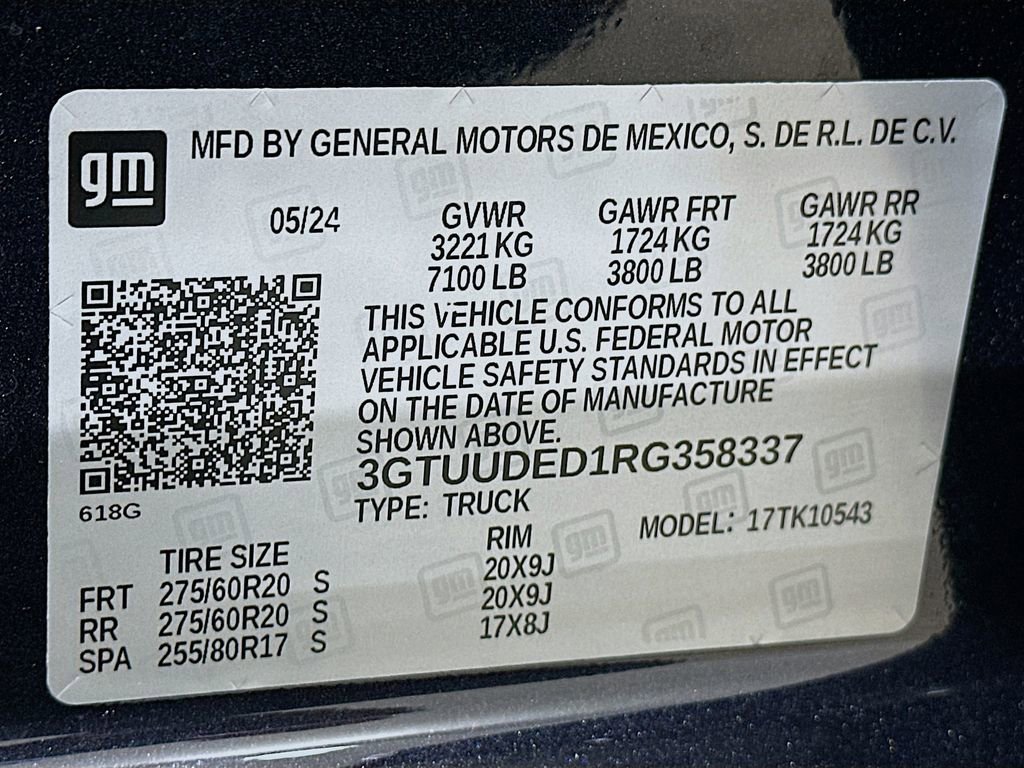 gm MFD BY GENERAL MOTORS DE MEXICO, S. DE R.L. DE C.V.
05/24 GVWR GAWR FRT GAWR RR
3221 KG 1724 KG 1724 KG
7100 LB 3800 LB 3800 LB
THIS VEHICLE CONFORMS TO ALL
APPLICABLE U.S. FEDERAL MOTOR
VEHICLE SAFETY STANDARDS IN EFFECT
ON THE DATE OF MANUFACTURE
SHOWN ABOVE.
3GTUUDED1RG358337
618G
TYPE: TRUCK MODEL: 17TK10543
TIRE SIZE RIM
FRT 275/60R20 S 20X9J
RR 275/60R20 S 20X9J
SPA 255/80R17 S 17X8J